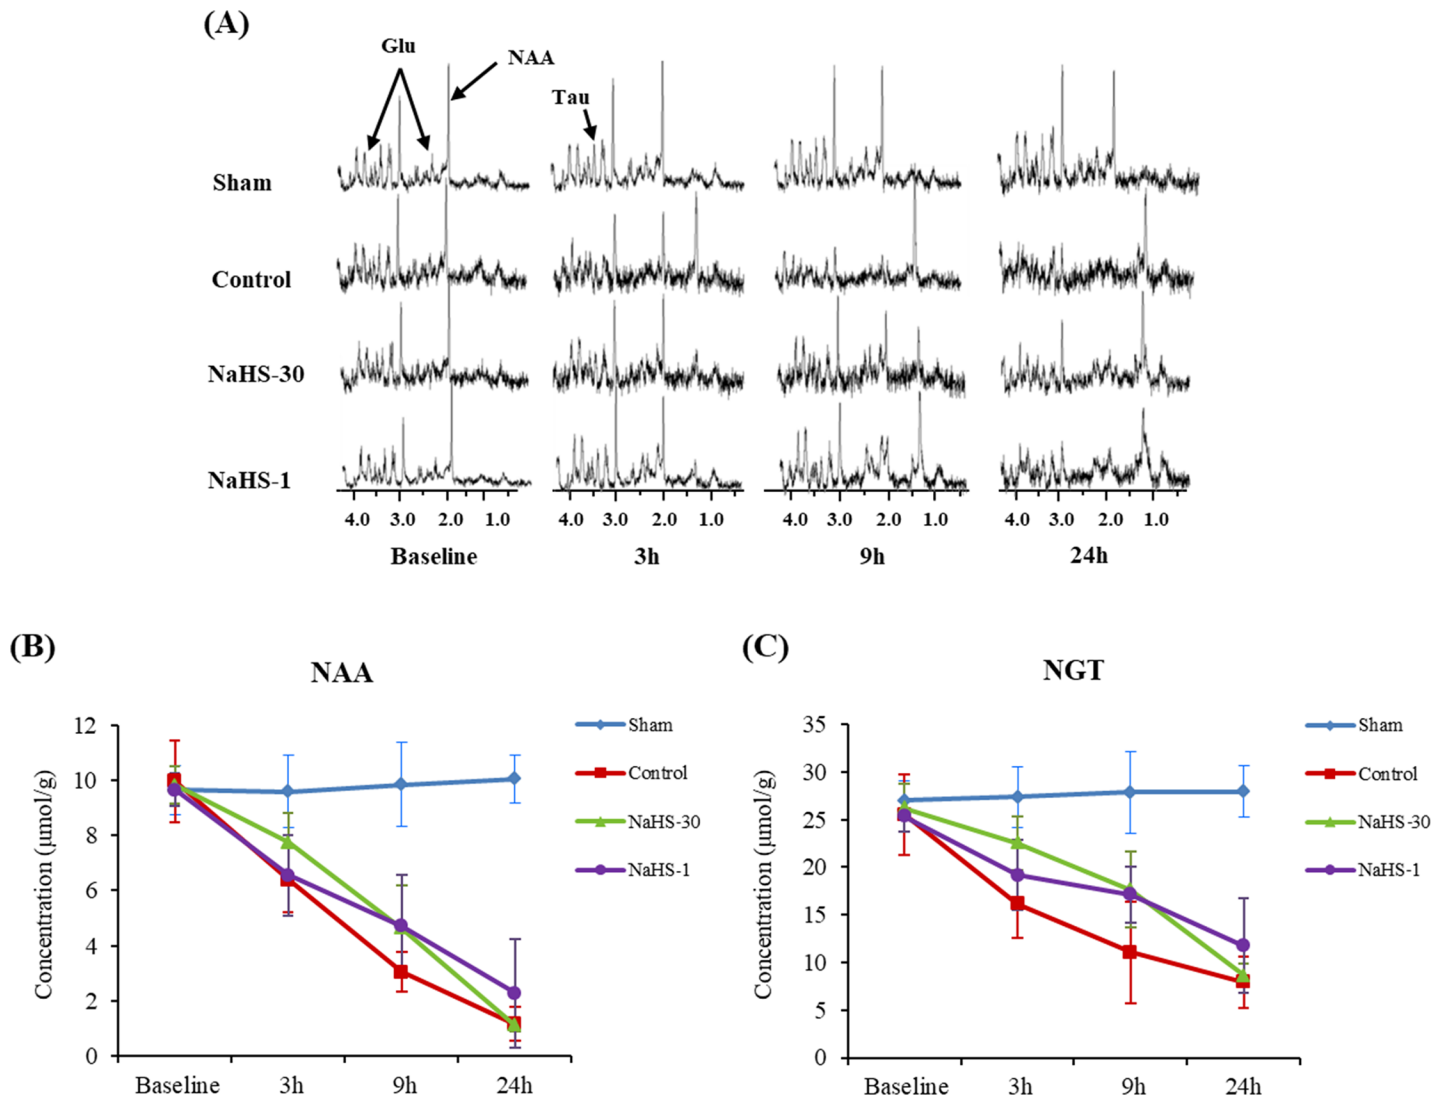 (A)
Glu
NAA
Tau
Sham
Control
NaHS-30
NaHS-1
4.0 3.0 2.0 1.0 4.0 3.0 2.0 1.0 4.0 3.0 2.0 1.0 4.0 3.0 2.0 1.0
Baseline 3h 9h 24h
(B)
NAA
12
10
8
6
4
2
0
Concentration (μmol/g)
Baseline 3h 9h 24h
Sham
Control
NaHS-30
NaHS-1
(C)
NGT
35
30
25
20
15
10
5
0
Concentration (μmol/g)
Baseline 3h 9h 24h
Sham
Control
NaHS-30
NaHS-1